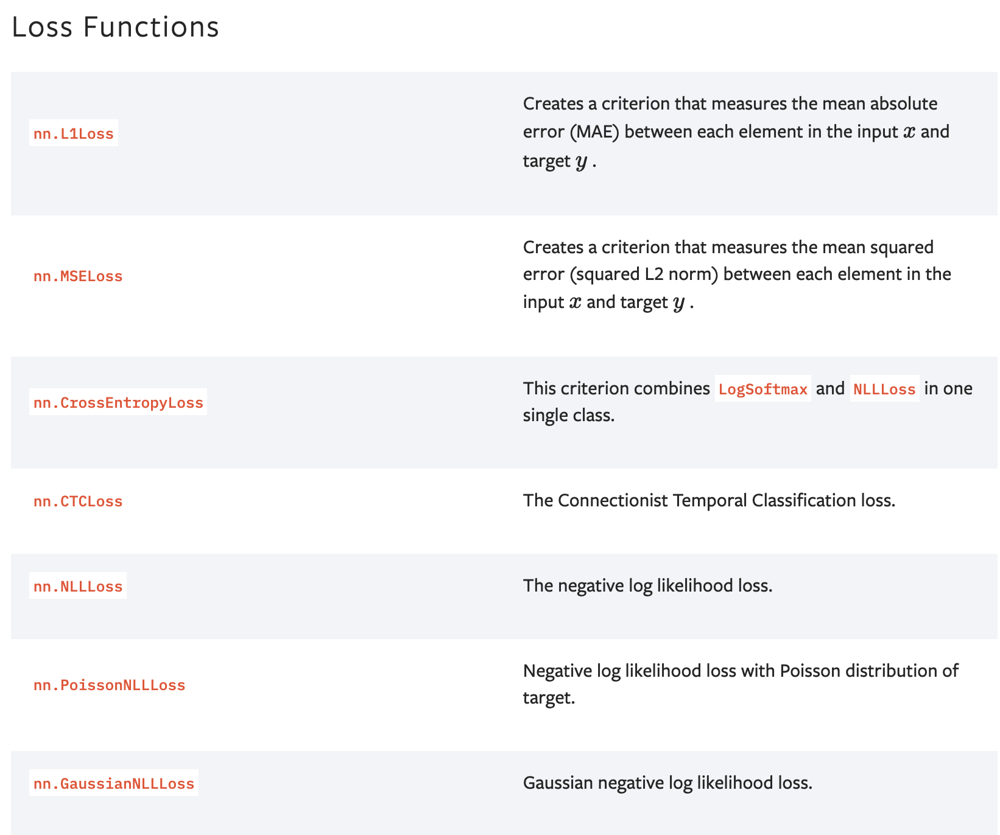 Loss Functions
Creates a criterion that measures the mean absolute
nn.L1Loss
error (MAE) between each element in the input x and
target y .
Creates a criterion that measures the mean squared
nn.MSELoss
error (squared L2 norm) between each element in the
input x and target y .
nn.CrossEntropyLoss
This criterion combines LogSoftmax and NLLLoss in one
single class.
nn.CTCLoss
The Connectionist Temporal Classification loss.
nn.NLLLoss
The negative log likelihood loss.
nn.PoissonNLLLoss
Negative log likelihood loss with Poisson distribution of
target.
nn.GaussianNLLLoss
Gaussian negative log likelihood loss.